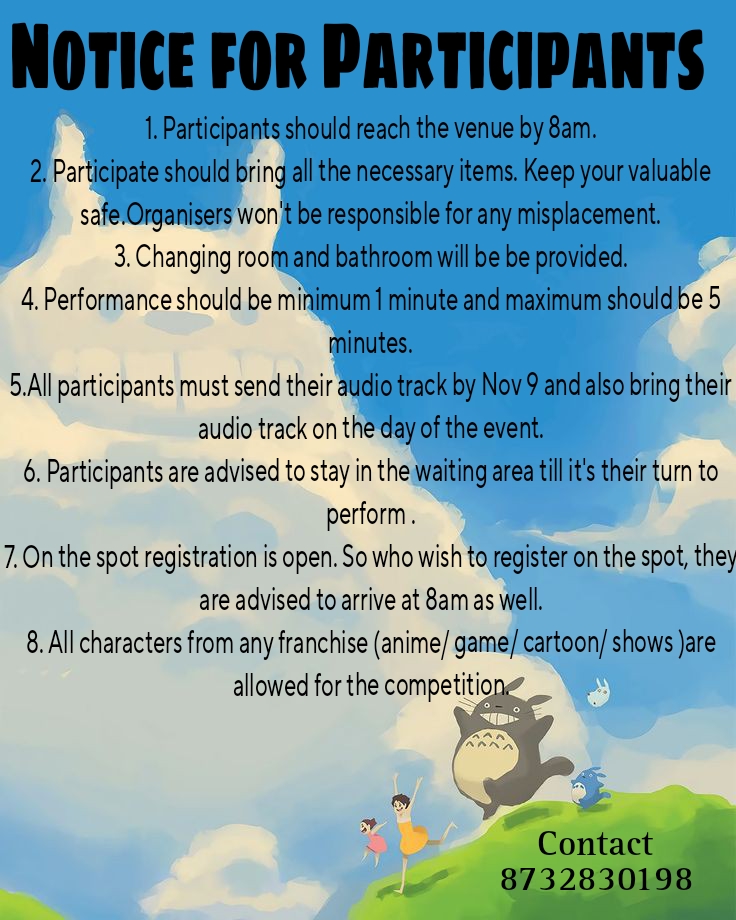 Notice for Participants
1. Participants should reach the venue by 8am.
2. Participate should bring all the necessary items. Keep your valuable
safe.Organisers won't be responsible for any misplacement.
3. Changing room and bathroom will be be provided.
4. Performance should be minimum 1 minute and maximum should be 5
minutes.
5.All participants must send their audio track by Nov 9 and also bring their
audio track on the day of the event.
6. Participants are advised to stay in the waiting area till it's their turn to
perform .
7. On the spot registration is open. So who wish to register on the spot, they
are advised to arrive at 8am as well.
8. All characters from any franchise (anime/ game/ cartoon/ shows )are
allowed for the competition.
Contact
8732830198